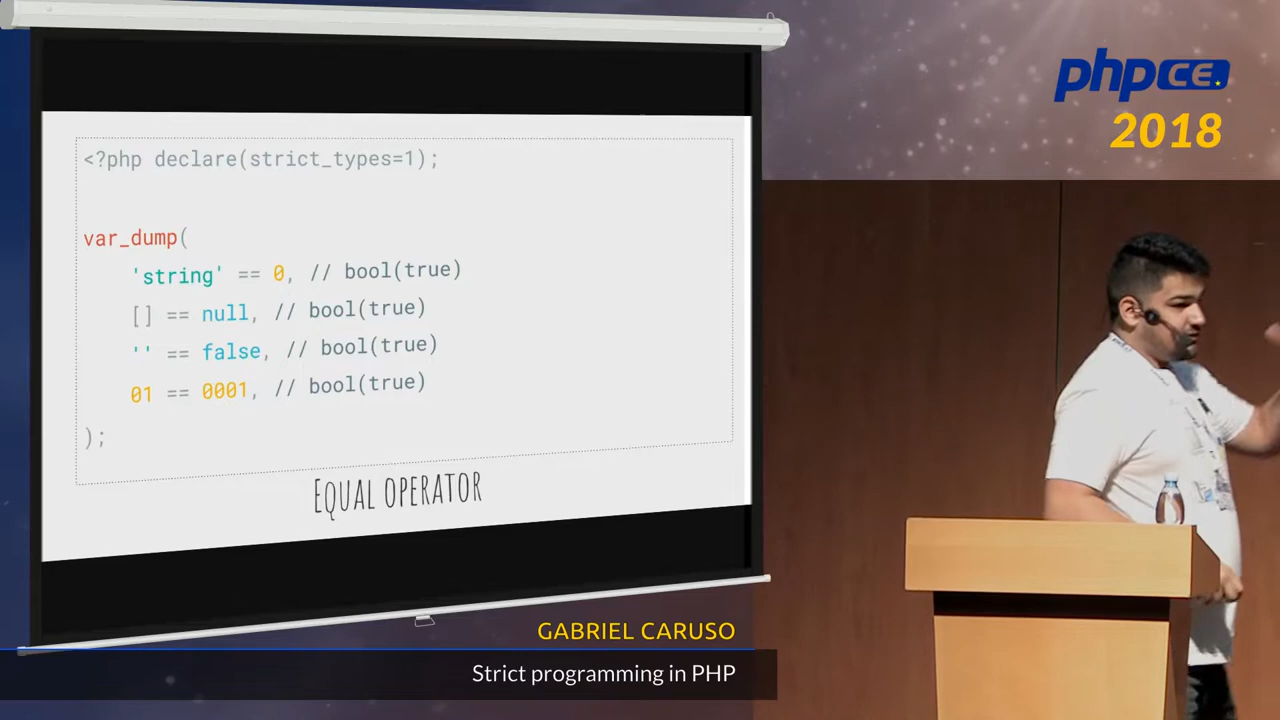 <?php declare(strict_types=1);
var_dump(
'string' == 0, // bool(true)
[] == null, // bool(true)
'' == false, // bool(true)
01 == 0001, // bool(true)
);
EQUAL OPERATOR
phpCE.
2018
GABRIEL CARUSO
Strict programming in PHP